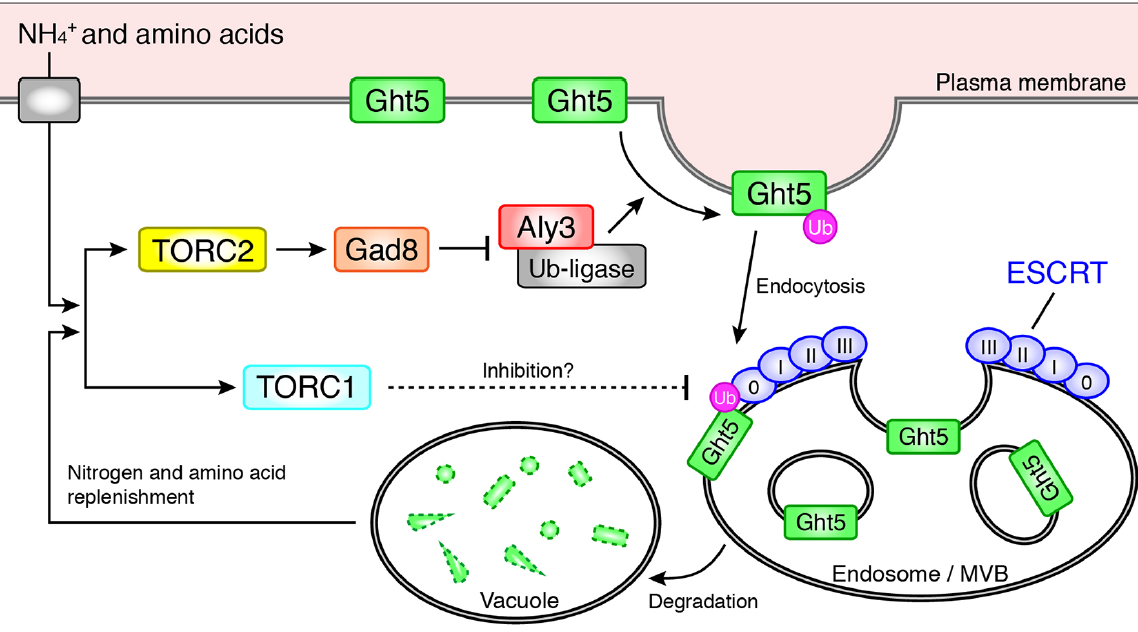 NH₄⁺ and amino acids
Plasma membrane
Ght5
Ght5
Ght5
Ub
TORC2
Gad8
Aly3
Ub-ligase
Endocytosis
ESCRT
TORC1
Inhibition?
Ub
0
I
II
III
III
II
I
0
Ght5
Ght5
Ght5
Ght5
Nitrogen and amino acid
replenishment
Endosome / MVB
Vacuole
Degradation